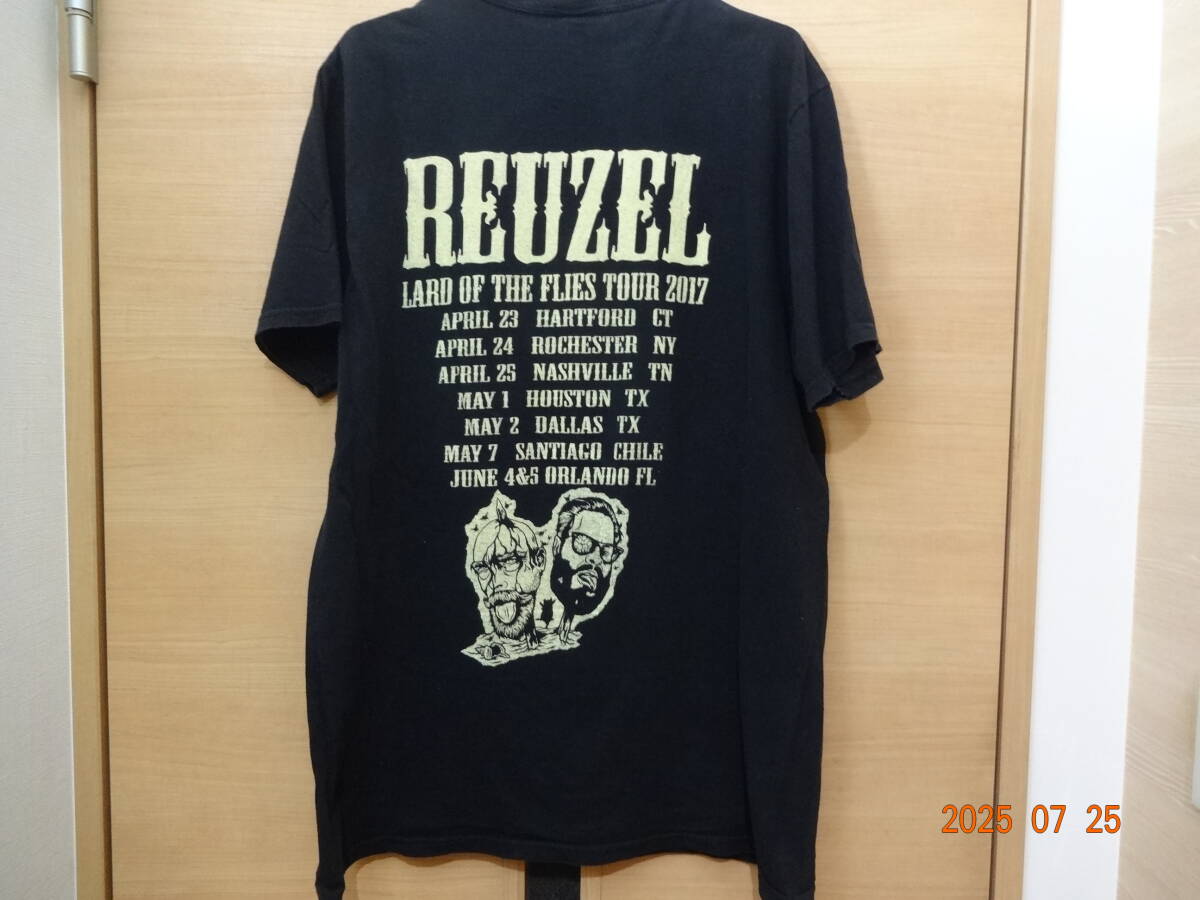 REUZEL
LARD OF THE FLIES TOUR 2017
APRIL 23 HARTFORD CT
APRIL 24 ROCHESTER NY
APRIL 25 NASHVILLE TN
MAY 1 HOUSTON TX
MAY 2 DALLAS TX
MAY 7 SANTIAGO CHILE
JUNE 4&5 ORLANDO FL
2025 07 25